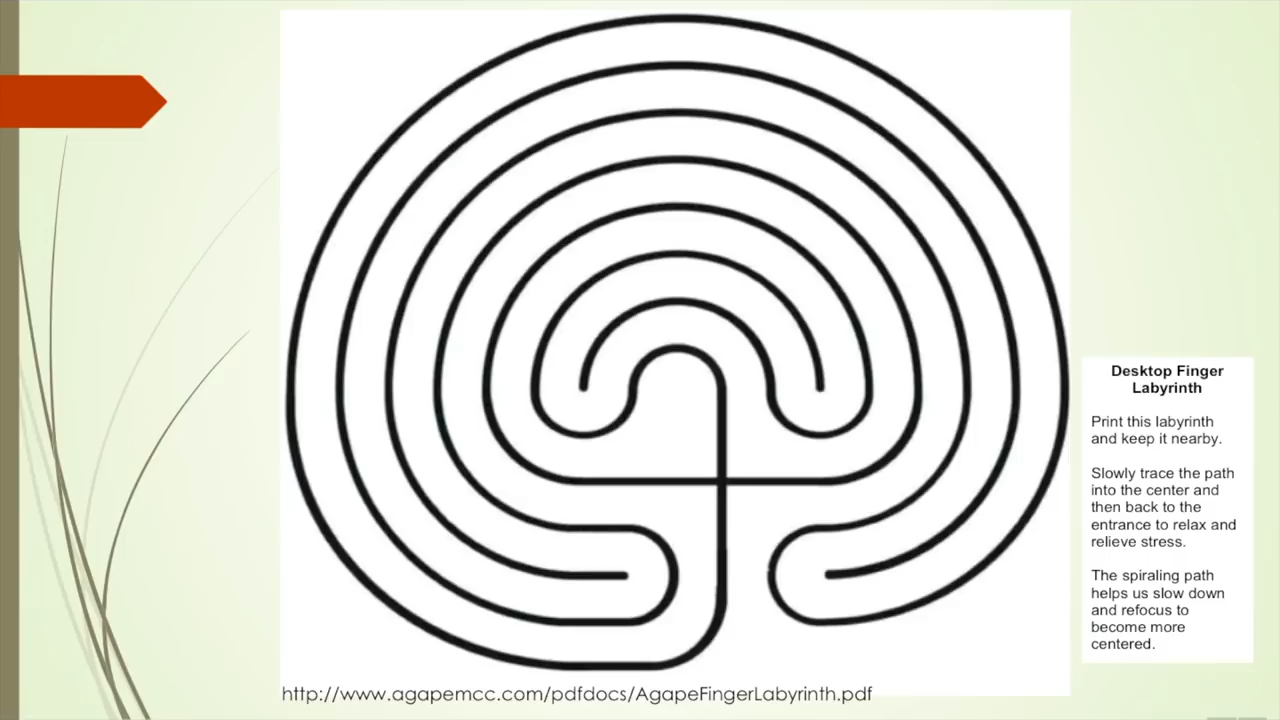 Desktop Finger
Labyrinth
Print this labyrinth
and keep it nearby.
Slowly trace the path
into the center and
then back to the
entrance to relax and
relieve stress.
The spiraling path
helps us slow down
and refocus to
become more
centered.
http://www.agapemcc.com/pdfdocs/AgapeFingerLabyrinth.pdf